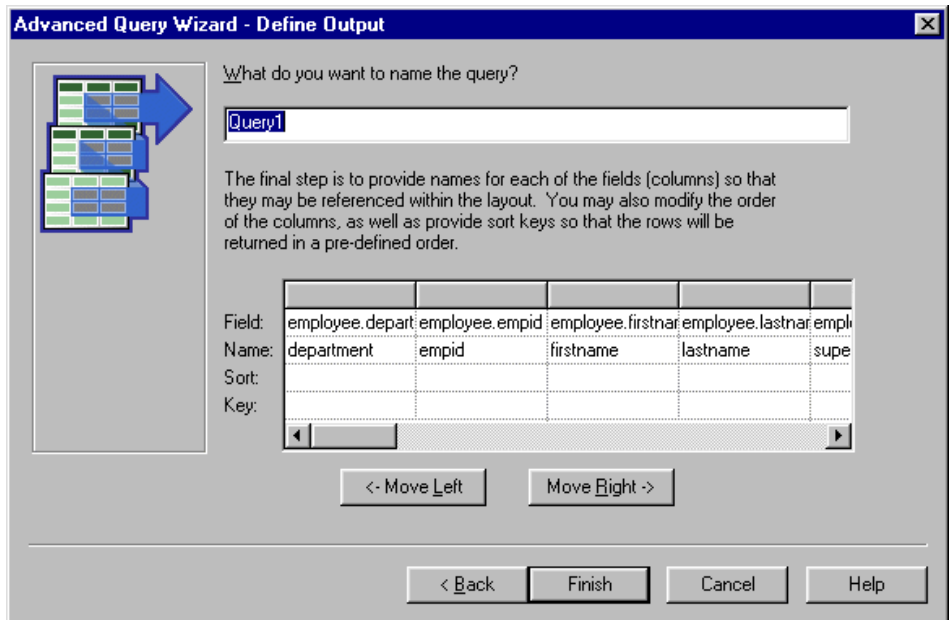 Advanced Query Wizard - Define Output
What do you want to name the query?
Query1
The final step is to provide names for each of the fields (columns) so that
they may be referenced within the layout.  You may also modify the order
of the columns, as well as provide sort keys so that the rows will be
returned in a pre-defined order.
Field: employee.depart employee.empid employee.firstnar employee.lastnar empl
Name: department empid firstname lastname supe
Sort:
Key:
<- Move Left Move Right ->
< Back Finish Cancel Help